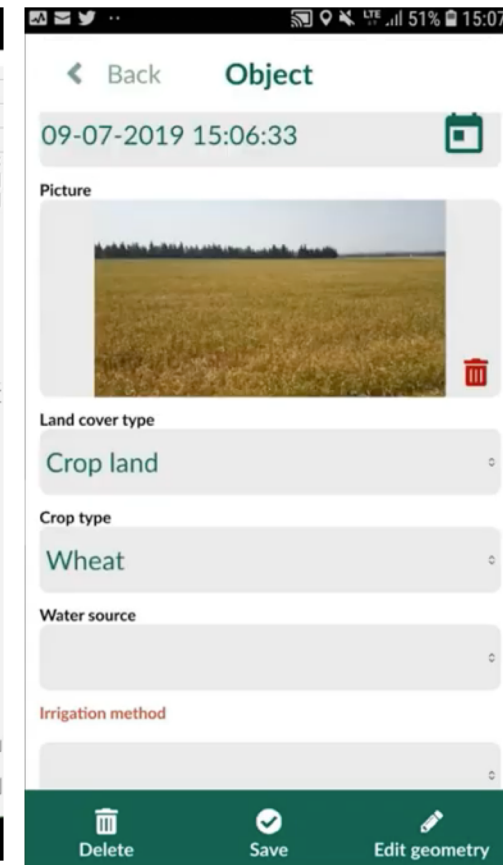 LTE 51% 15:07
Back Object
09-07-2019 15:06:33
Picture
Land cover type
Crop land
Crop type
Wheat
Water source
Irrigation method
Delete Save Edit geometry